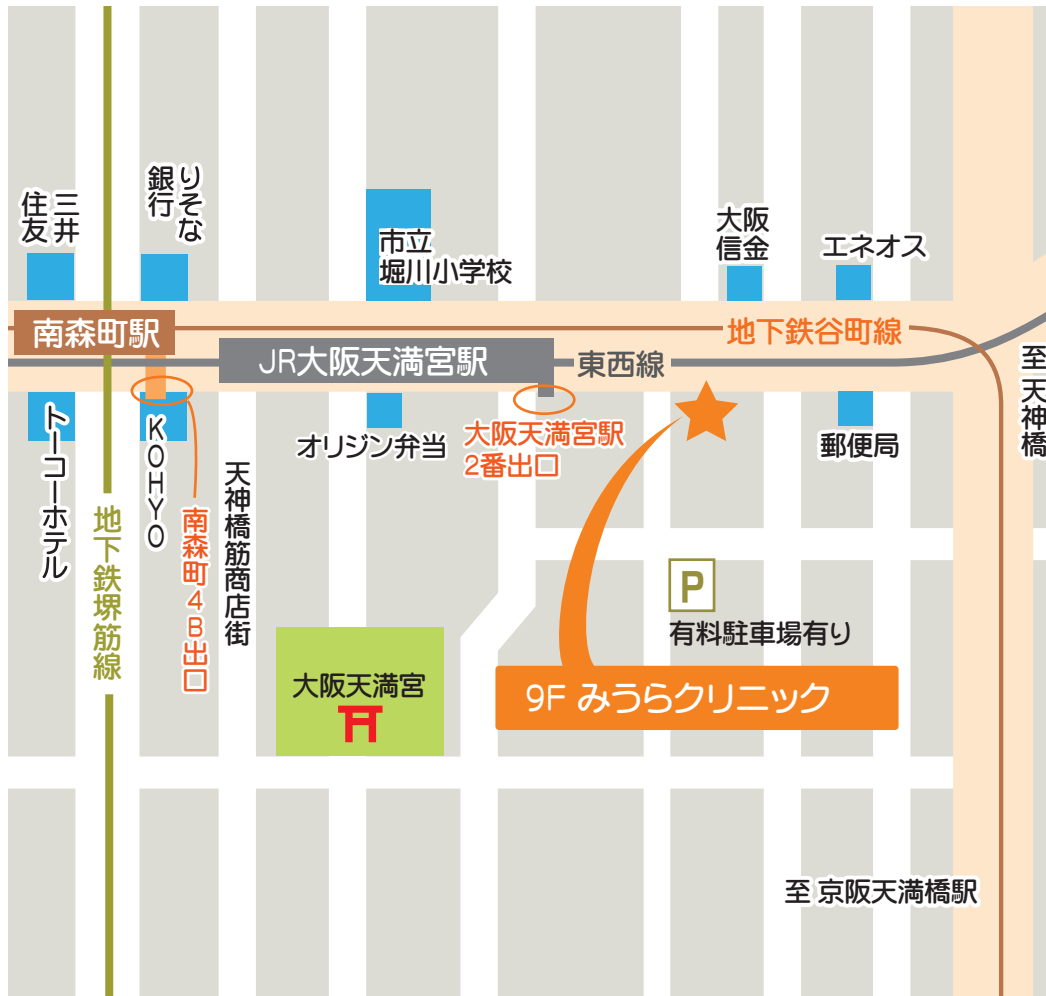 三井
住友
りそな
銀行
市立
堀川小学校
大阪
信金
エネオス
南森町駅
地下鉄谷町線
JR大阪天満宮駅
東西線
至 天神橋
トーコーホテル
KOHYO
オリジン弁当
大阪天満宮駅
2番出口
郵便局
天神橋筋商店街
南森町4B出口
地下鉄堺筋線
P
有料駐車場有り
大阪天満宮
9F みうらクリニック
至 京阪天満橋駅